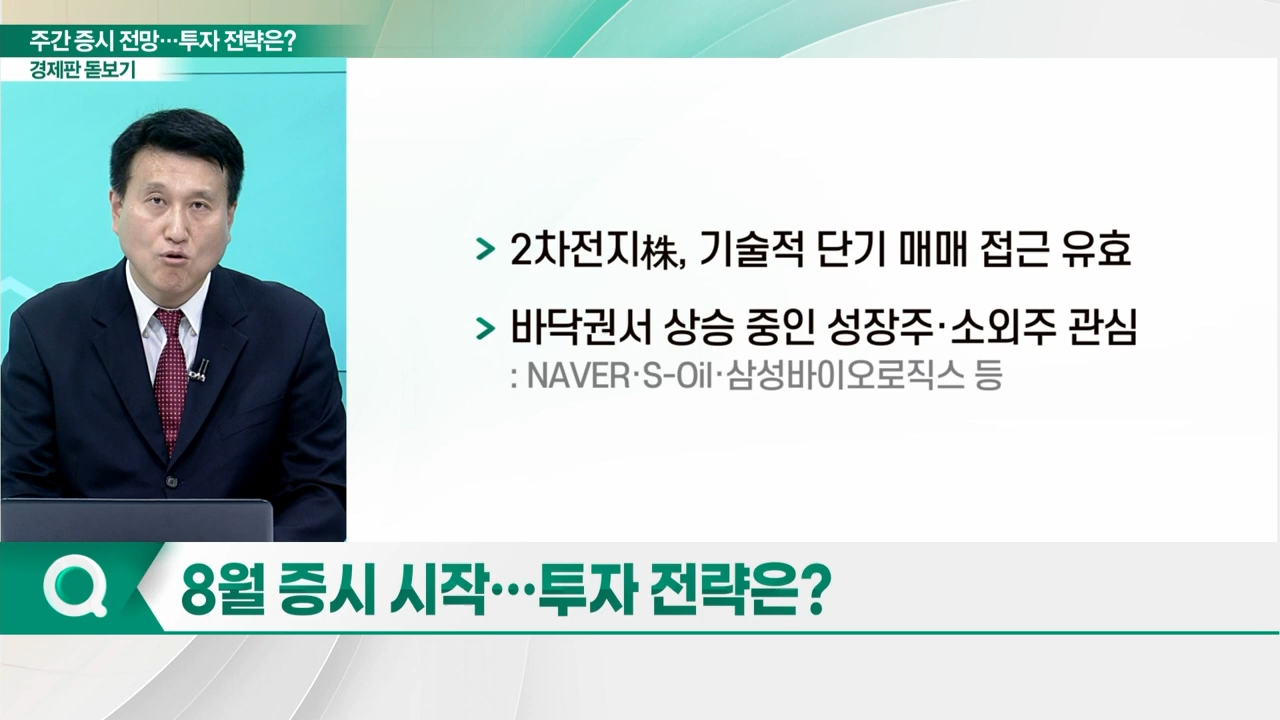 주간 증시 전망…투자 전략은?
경제판 돋보기
> 2차전지株, 기술적 단기 매매 접근 유효
> 바닥권서 상승 중인 성장주·소외주 관심
: NAVER·S-Oil·삼성바이오로직스 등
8월 증시 시작…투자 전략은?